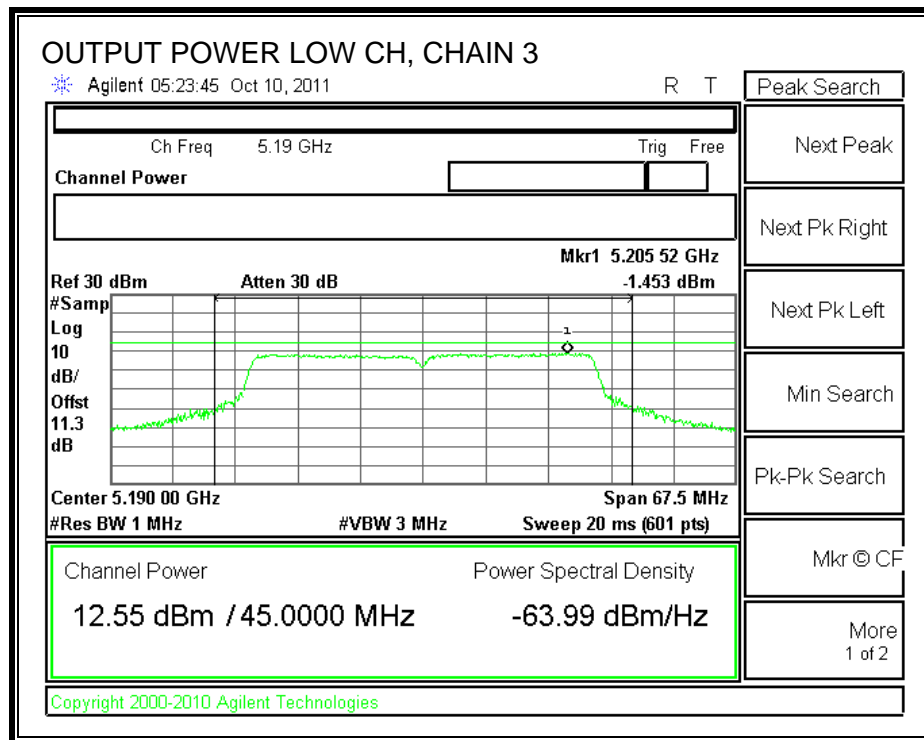 OUTPUT POWER LOW CH, CHAIN 3
Agilent 05:23:45 Oct 10, 2011 R T
Peak Search
Ch Freq 5.19 GHz Trig Free
Channel Power
Mkr1 5.205 52 GHz
Ref 30 dBm Atten 30 dB -1.453 dBm
#Samp
Log
10
dB/
Offst
11.3
dB
1
Center 5.190 00 GHz Span 67.5 MHz
#Res BW 1 MHz #VBW 3 MHz Sweep 20 ms (601 pts)
Channel Power Power Spectral Density
12.55 dBm / 45.0000 MHz -63.99 dBm/Hz
Next Peak
Next Pk Right
Next Pk Left
Min Search
Pk-Pk Search
Mkr © CF
More
1 of 2
Copyright 2000-2010 Agilent Technologies